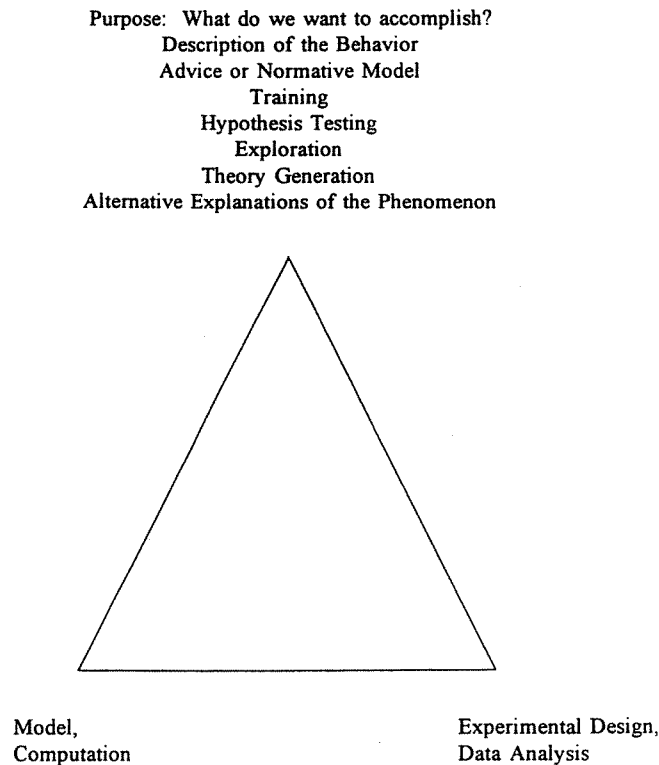 Purpose: What do we want to accomplish?
Description of the Behavior
Advice or Normative Model
Training
Hypothesis Testing
Exploration
Theory Generation
Alternative Explanations of the Phenomenon
Model,
Computation
Experimental Design,
Data Analysis